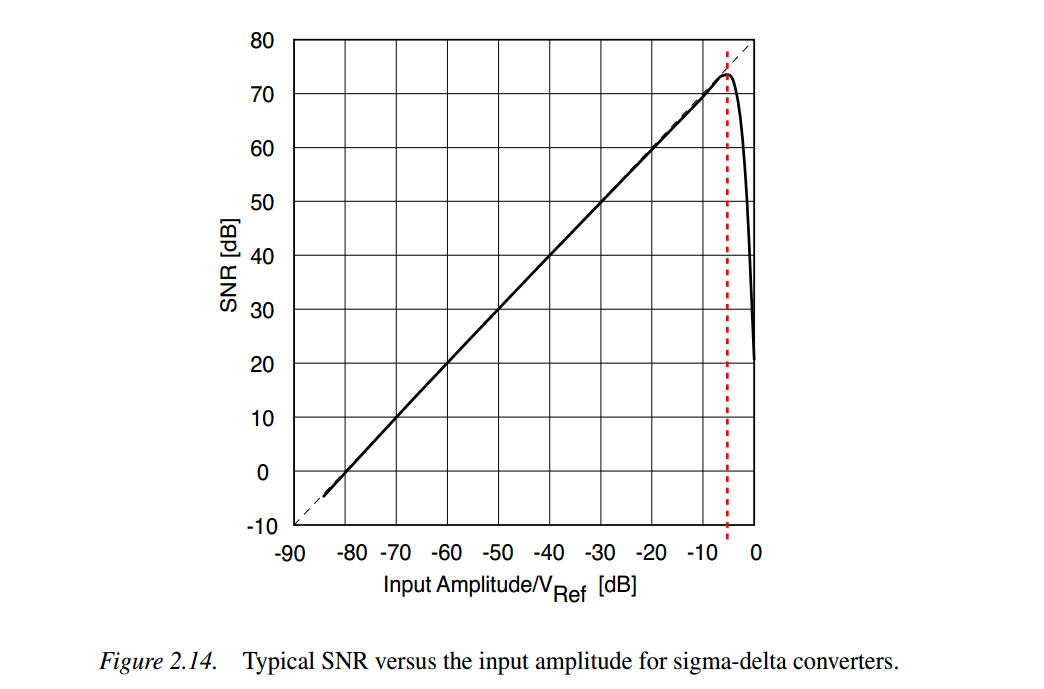 80
70
60
50
40
30
20
10
0
-10
SNR [dB]
-90 -80 -70 -60 -50 -40 -30 -20 -10 0
Input Amplitude/VRef [dB]
Figure 2.14. Typical SNR versus the input amplitude for sigma-delta converters.